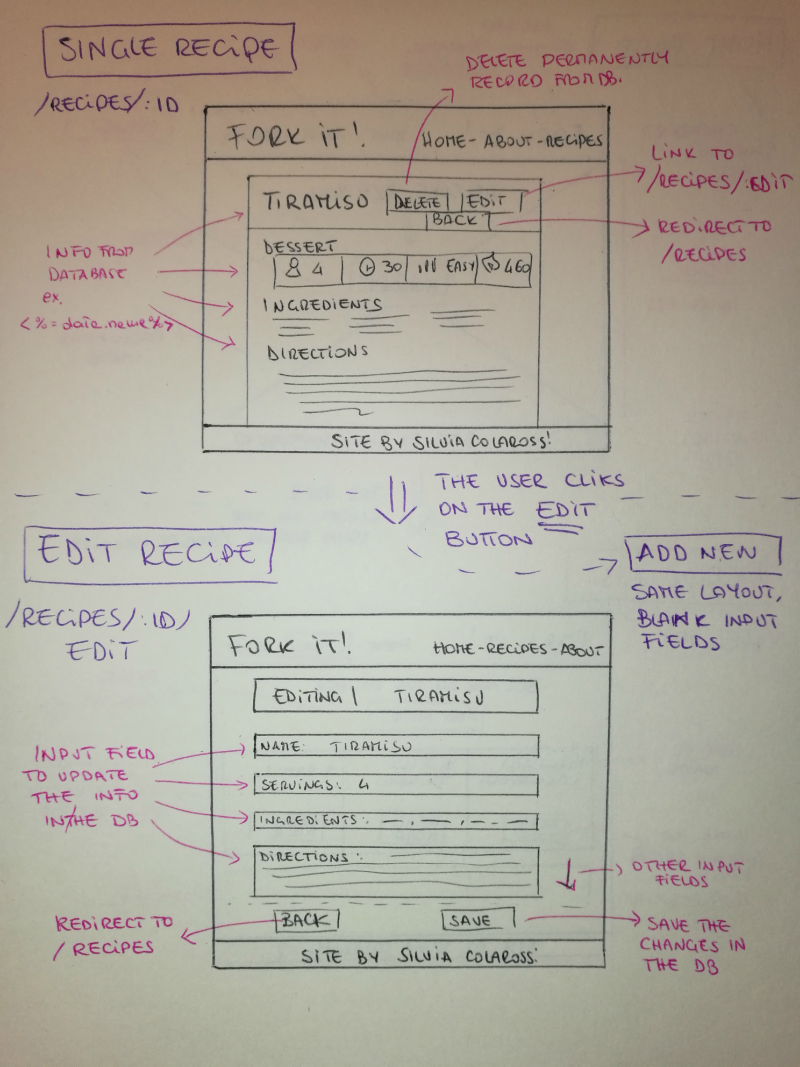 SINGLE RECIPE
/RECIPES/:ID
DELETE PERMANENTLY
RECORD FROM DB.
FORK IT!
HOME - ABOUT - RECIPES
LINK TO
/RECIPES/:EDIT
TIRAMISU DELETE EDIT
BACK
REDIRECT TO
/RECIPES
INFO FROM
DATABASE
ex.
<%= data.name %>
DESSERT
4 30 EASY 460
INGREDIENTS
DIRECTIONS
SITE BY SILVIA COLAROSSI
THE USER CLIKS
ON THE EDIT
BUTTON
EDIT RECIPE
ADD NEW
SAME LAYOUT,
BLANK INPUT
FIELDS
/RECIPES/:ID/
EDIT
FORK IT!
HOME - RECIPES - ABOUT
EDITING | TIRAMISU
INPUT FIELD
TO UPDATE
THE INFO
IN THE DB
NAME: TIRAMISU
SERVINGS: 4
INGREDIENTS:
DIRECTIONS:
OTHER INPUT
FIELDS
REDIRECT TO
/RECIPES
BACK SAVE
SAVE THE
CHANGES IN
THE DB
SITE BY SILVIA COLAROSSI